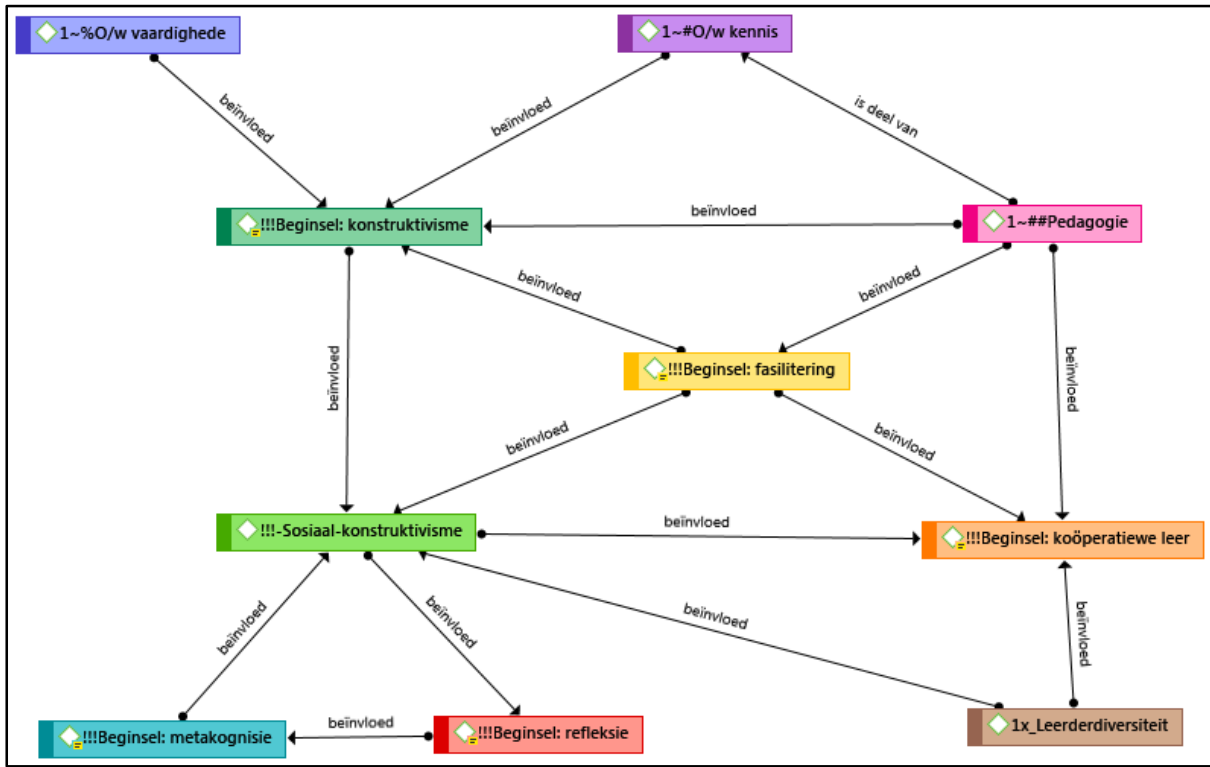 1~%O/w vaardighede
1~#O/w kennis
beïnvloed
beïnvloed
is deel van
!!!Beginsel: konstruktivisme
beïnvloed
1~##Pedagogie
beïnvloed
beïnvloed
beïnvloed
!!!Beginsel: fasilitering
beïnvloed
beïnvloed
beïnvloed
!!!-Sosiaal-konstruktivisme
beïnvloed
!!!Beginsel: koöperatiewe leer
beïnvloed
beïnvloed
beïnvloed
beïnvloed
!!!Beginsel: metakognisie
beïnvloed
!!!Beginsel: refleksie
1x_Leerderdiversiteit